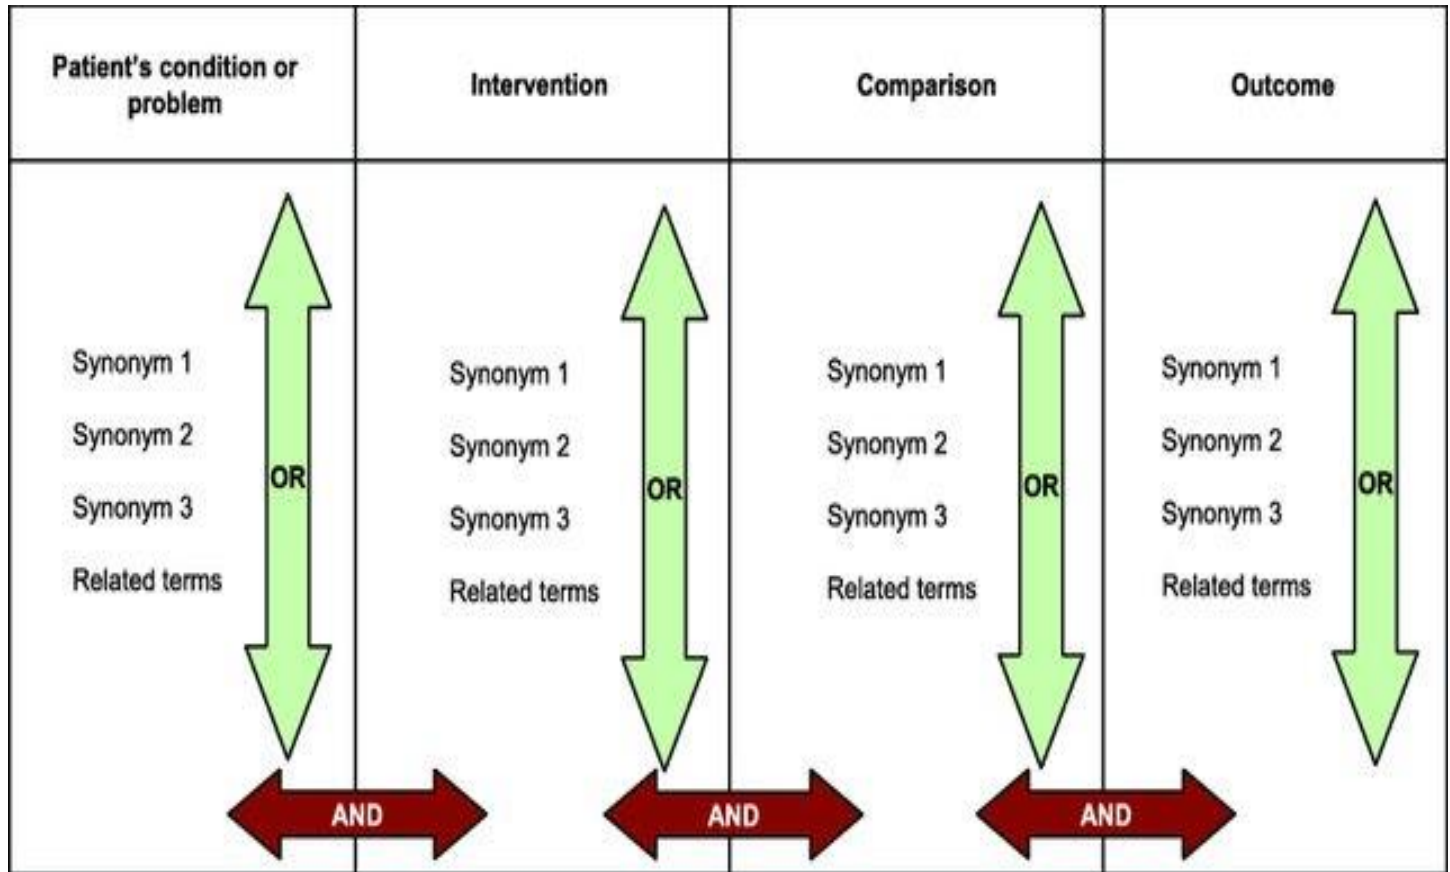 Patient's condition or
problem
Intervention
Comparison
Outcome
Synonym 1
Synonym 2
Synonym 3
Related terms
OR
Synonym 1
Synonym 2
Synonym 3
Related terms
OR
Synonym 1
Synonym 2
Synonym 3
Related terms
OR
Synonym 1
Synonym 2
Synonym 3
Related terms
OR
AND
AND
AND